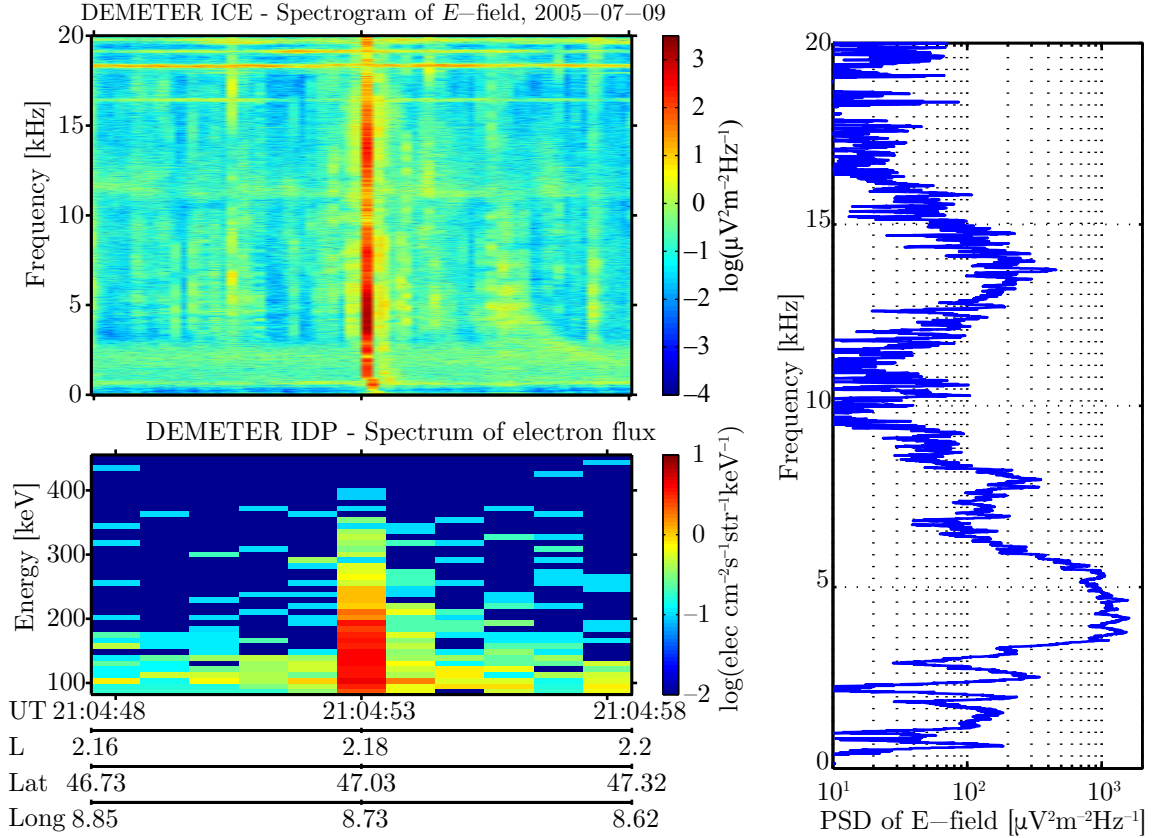 DEMETER ICE - Spectrogram of E−field, 2005−07−09
20
15
10
5
0
Frequency [kHz]
3
2
1
0
−1
−2
−3
−4
log(μV²m⁻²Hz⁻¹)
DEMETER IDP - Spectrum of electron flux
400
300
200
100
Energy [keV]
1
0
−1
−2
log(elec cm⁻²s⁻¹str⁻¹keV⁻¹)
UT 21:04:48 21:04:53 21:04:58
L 2.16 2.18 2.2
Lat 46.73 47.03 47.32
Long 8.85 8.73 8.62
20
15
10
5
0
Frequency [kHz]
10¹ 10² 10³
PSD of E−field [μV²m⁻²Hz⁻¹]